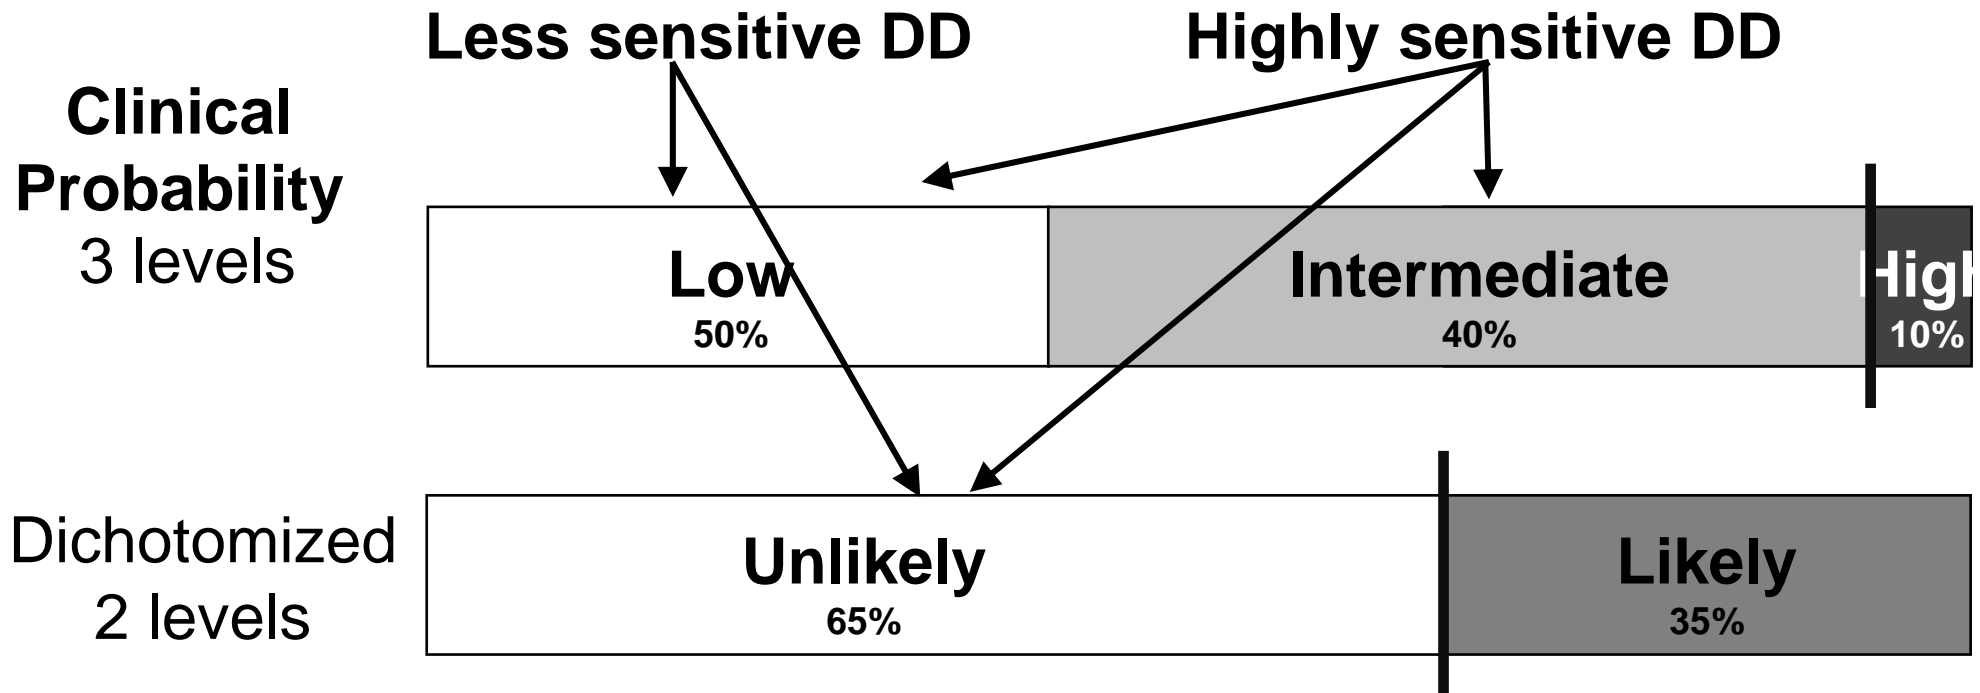 Less sensitive DD
Highly sensitive DD
Clinical
Probability
3 levels
Low
50%
Intermediate
40%
High
10%
Dichotomized
2 levels
Unlikely
65%
Likely
35%